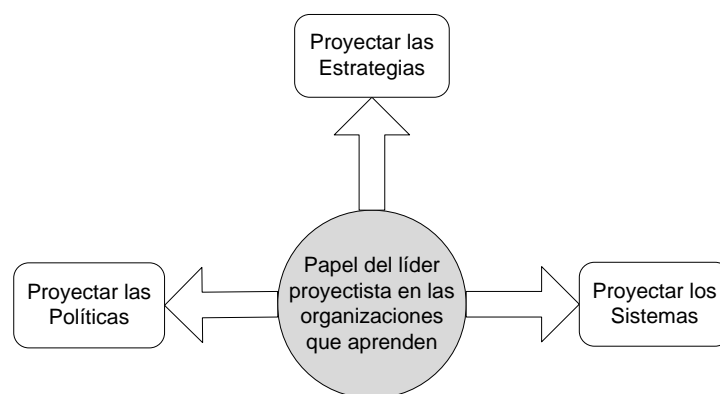 Proyectar las
Estrategias
Papel del líder
proyectista en las
organizaciones
que aprenden
Proyectar las
Políticas
Proyectar los
Sistemas